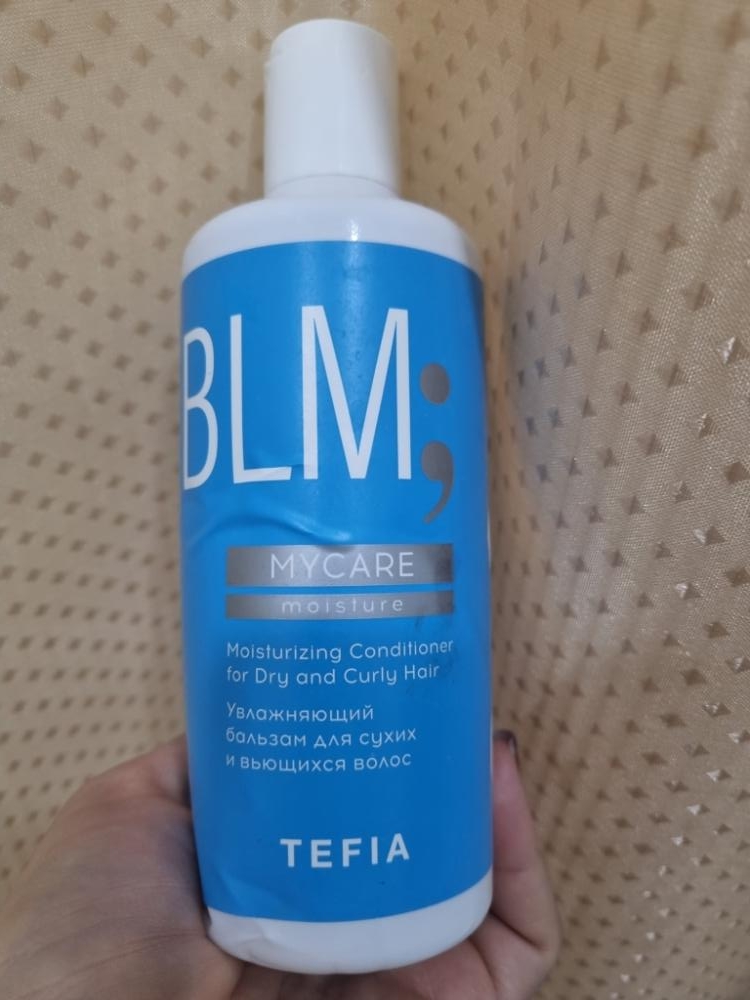 BLM;
MYCARE
moisture
Moisturizing Conditioner
for Dry and Curly Hair
Увлажняющий
бальзам для сухих
и вьющихся волос
TEFIA